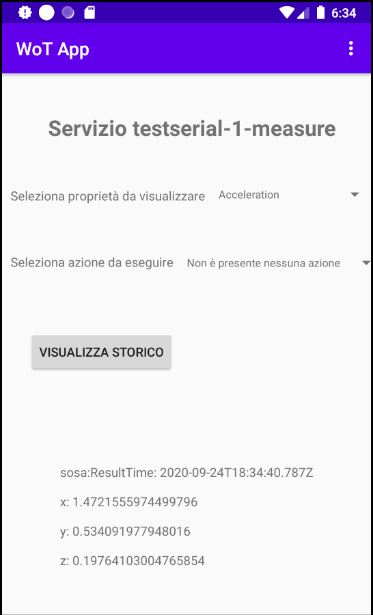 6:34
WoT App
Servizio testserial-1-measure
Seleziona proprietà da visualizzare Acceleration
Seleziona azione da eseguire Non è presente nessuna azione
VISUALIZZA STORICO
sosa:ResultTime: 2020-09-24T18:34:40.787Z
x: 1.4721555974499796
y: 0.534091977948016
z: 0.19764103004765854